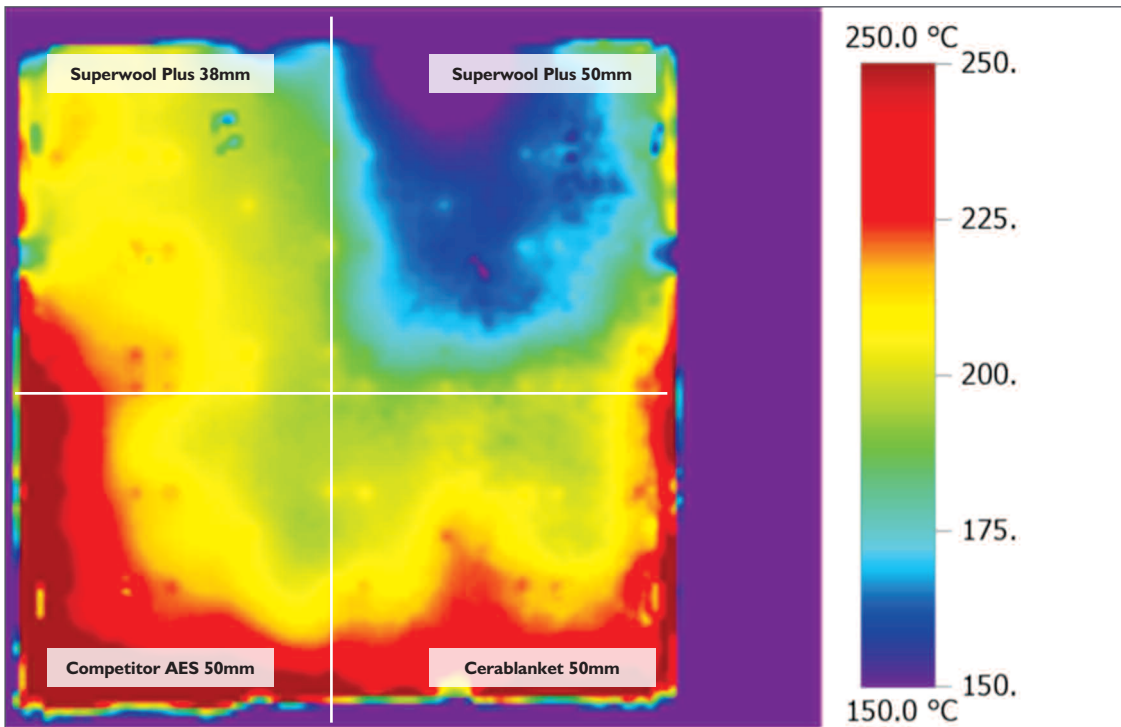 Superwool Plus 38mm
Superwool Plus 50mm
Competitor AES 50mm
Cerablanket 50mm
250.0 °C
250.
225.
200.
175.
150.
150.0 °C